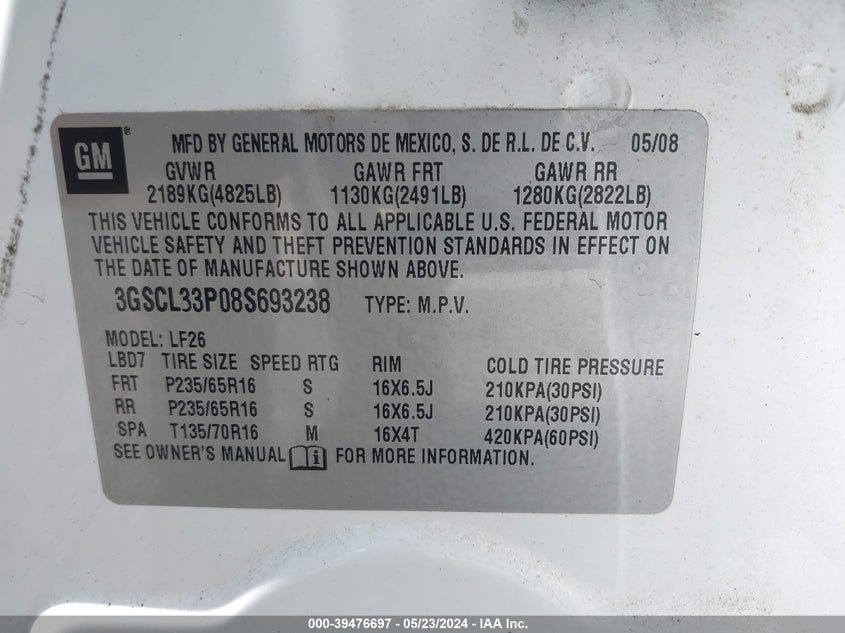 GM ®
MFD BY GENERAL MOTORS DE MEXICO, S. DE R.L. DE C.V. 05/08
GVWR GAWR FRT GAWR RR
2189KG(4825LB) 1130KG(2491LB) 1280KG(2822LB)
THIS VEHICLE CONFORMS TO ALL APPLICABLE U.S. FEDERAL MOTOR
VEHICLE SAFETY AND THEFT PREVENTION STANDARDS IN EFFECT ON
THE DATE OF MANUFACTURE SHOWN ABOVE.
3GSCL33P08S693238 TYPE: M.P.V.
MODEL: LF26
LBD7 TIRE SIZE SPEED RTG RIM COLD TIRE PRESSURE
FRT P235/65R16 S 16X6.5J 210KPA(30PSI)
RR P235/65R16 S 16X6.5J 210KPA(30PSI)
SPA T135/70R16 M 16X4T 420KPA(60PSI)
SEE OWNER'S MANUAL i FOR MORE INFORMATION.
000-39476697 - 05/23/2024 - IAA Inc.